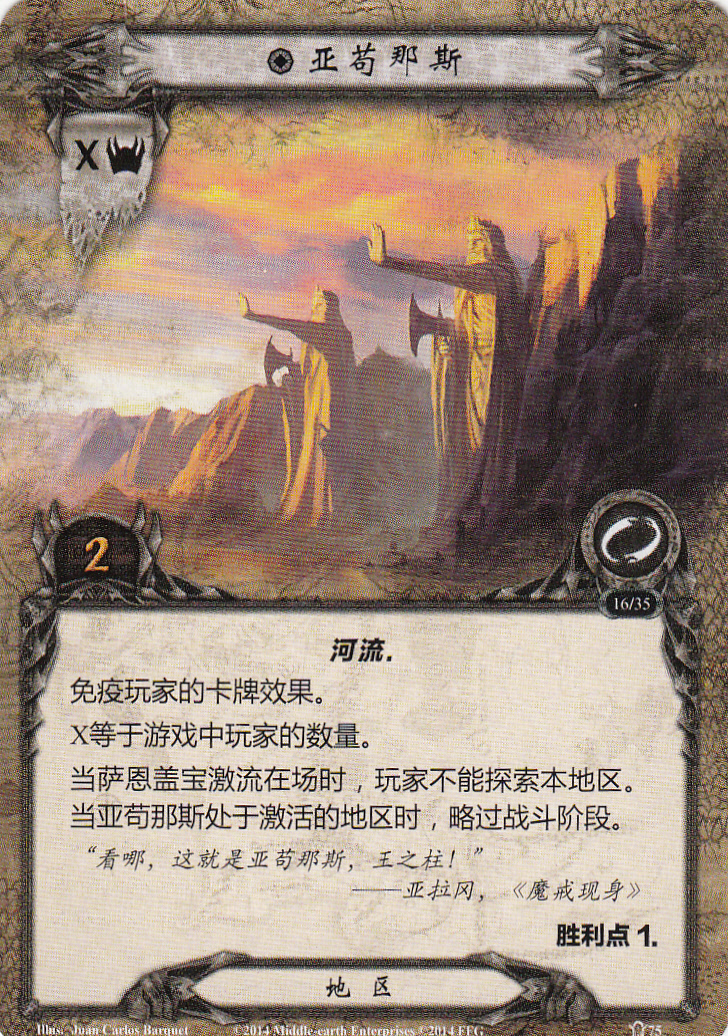 亚苟那斯
X
2
16/35
河流.
免疫玩家的卡牌效果。
X等于游戏中玩家的数量。
当萨恩盖宝激流在场时，玩家不能探索本地区。
当亚苟那斯处于激活的地区时，略过战斗阶段。
“看哪，这就是亚苟那斯，王之柱！”
——亚拉冈，《魔戒现身》
胜利点 1.
地区
Illus. Juan Carlos Barquet
©2014 Middle-earth Enterprises ©2014 FFG
75